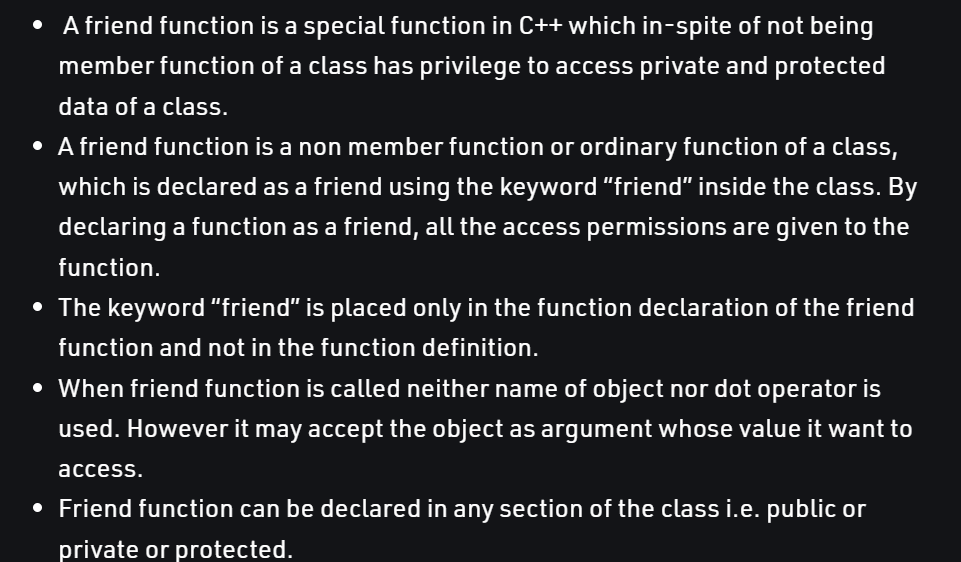 • A friend function is a special function in C++ which in-spite of not being
member function of a class has privilege to access private and protected
data of a class.
• A friend function is a non member function or ordinary function of a class,
which is declared as a friend using the keyword “friend” inside the class. By
declaring a function as a friend, all the access permissions are given to the
function.
• The keyword “friend” is placed only in the function declaration of the friend
function and not in the function definition.
• When friend function is called neither name of object nor dot operator is
used. However it may accept the object as argument whose value it want to
access.
• Friend function can be declared in any section of the class i.e. public or
private or protected.